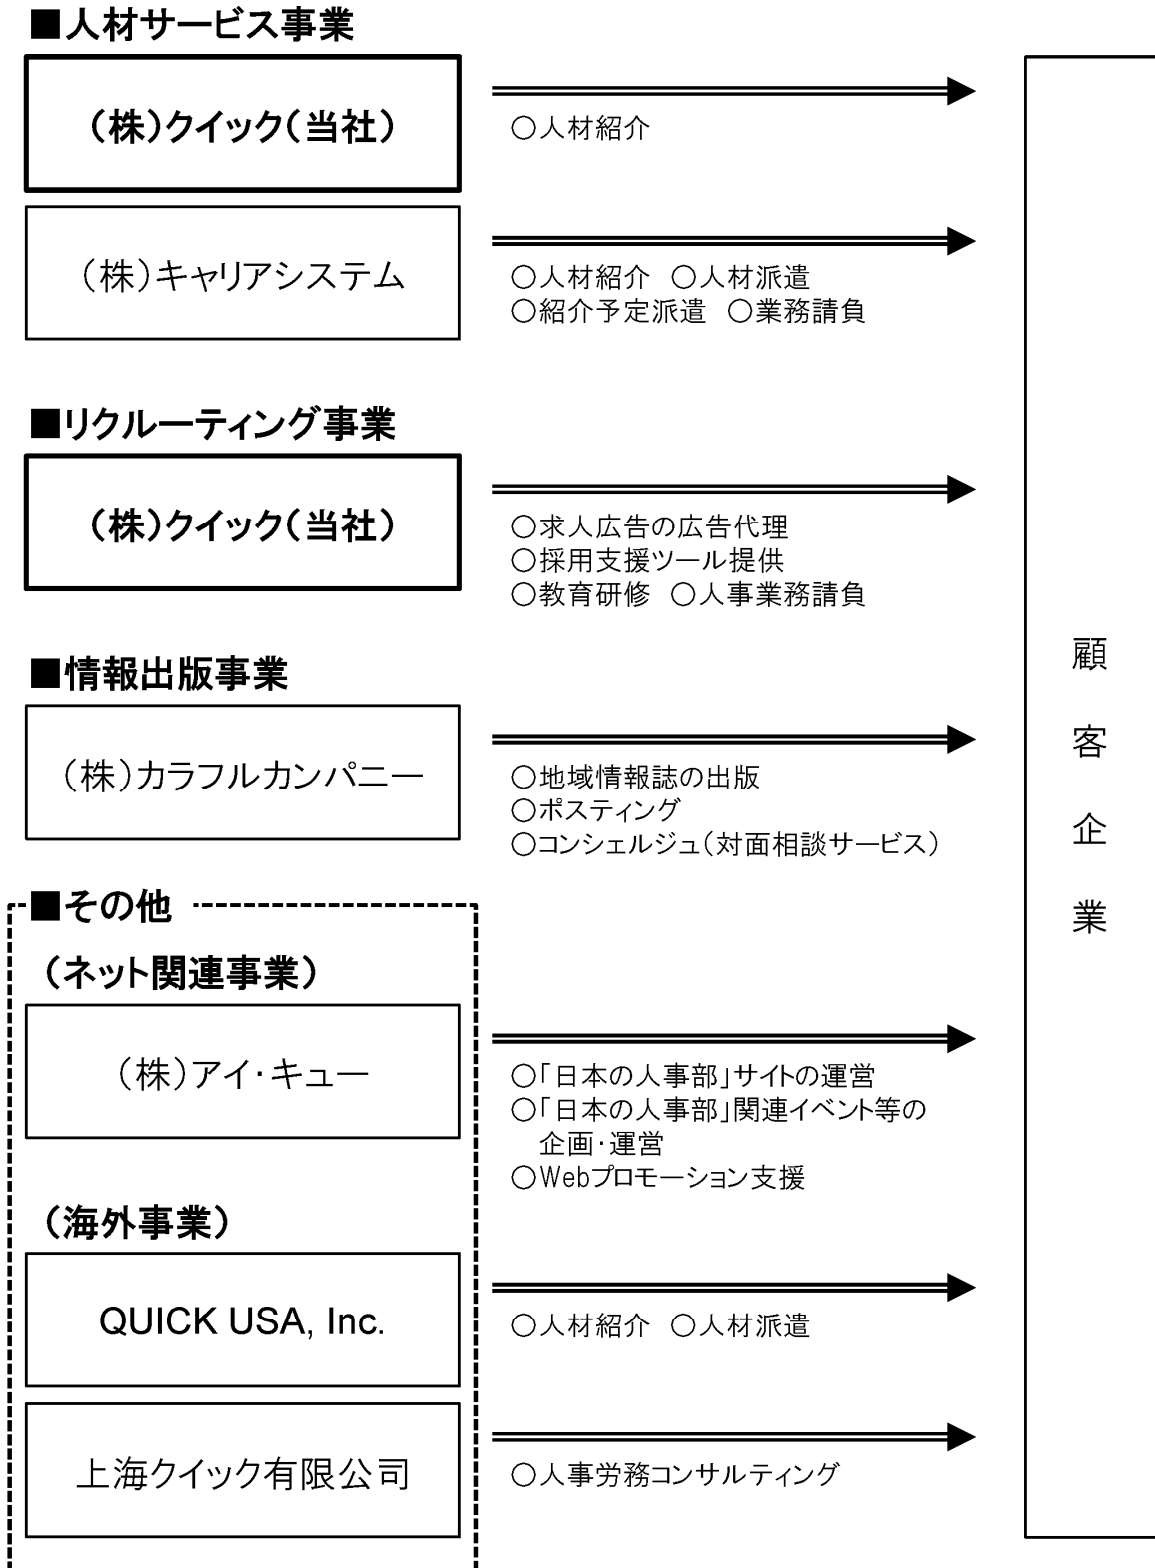 ■人材サービス事業
（株）クイック（当社）
○人材紹介
（株）キャリアシステム
○人材紹介　○人材派遣
○紹介予定派遣　○業務請負
■リクルーティング事業
（株）クイック（当社）
○求人広告の広告代理
○採用支援ツール提供
○教育研修　○人事業務請負
■情報出版事業
（株）カラフルカンパニー
○地域情報誌の出版
○ポスティング
○コンシェルジュ（対面相談サービス）
■その他
（ネット関連事業）
（株）アイ・キュー
○「日本の人事部」サイトの運営
○「日本の人事部」関連イベント等の
企画・運営
○Webプロモーション支援
（海外事業）
QUICK USA, Inc.
○人材紹介　○人材派遣
上海クイック有限公司
○人事労務コンサルティング
顧客企業